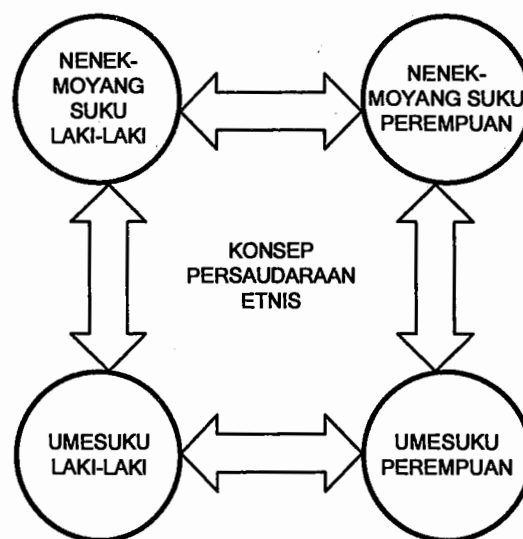 NENEK-
MOYANG
SUKU
LAKI-LAKI
NENEK-
MOYANG SUKU
PEREMPUAN
KONSEP
PERSAUDARAAN
ETNIS
UMESUKU
LAKI-LAKI
UMESUKU
PEREMPUAN